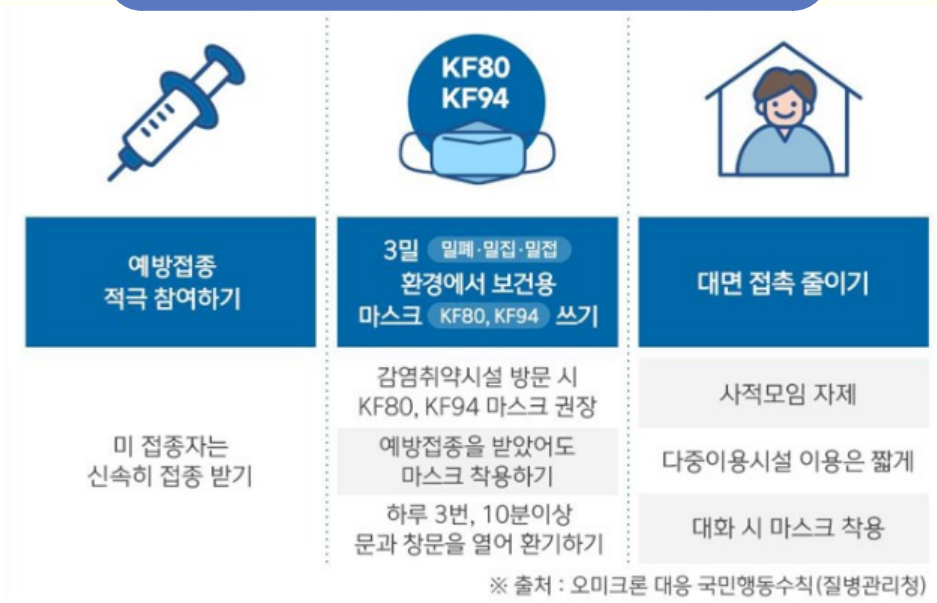 KF80
KF94
예방접종
적극 참여하기
3밀 밀폐·밀집·밀접
환경에서 보건용
마스크 KF80, KF94 쓰기
대면 접촉 줄이기
미 접종자는
신속히 접종 받기
감염취약시설 방문 시
KF80, KF94 마스크 권장
예방접종을 받았어도
마스크 착용하기
하루 3번, 10분이상
문과 창문을 열어 환기하기
사적모임 자제
다중이용시설 이용은 짧게
대화 시 마스크 착용
※ 출처 : 오미크론 대응 국민행동수칙(질병관리청)